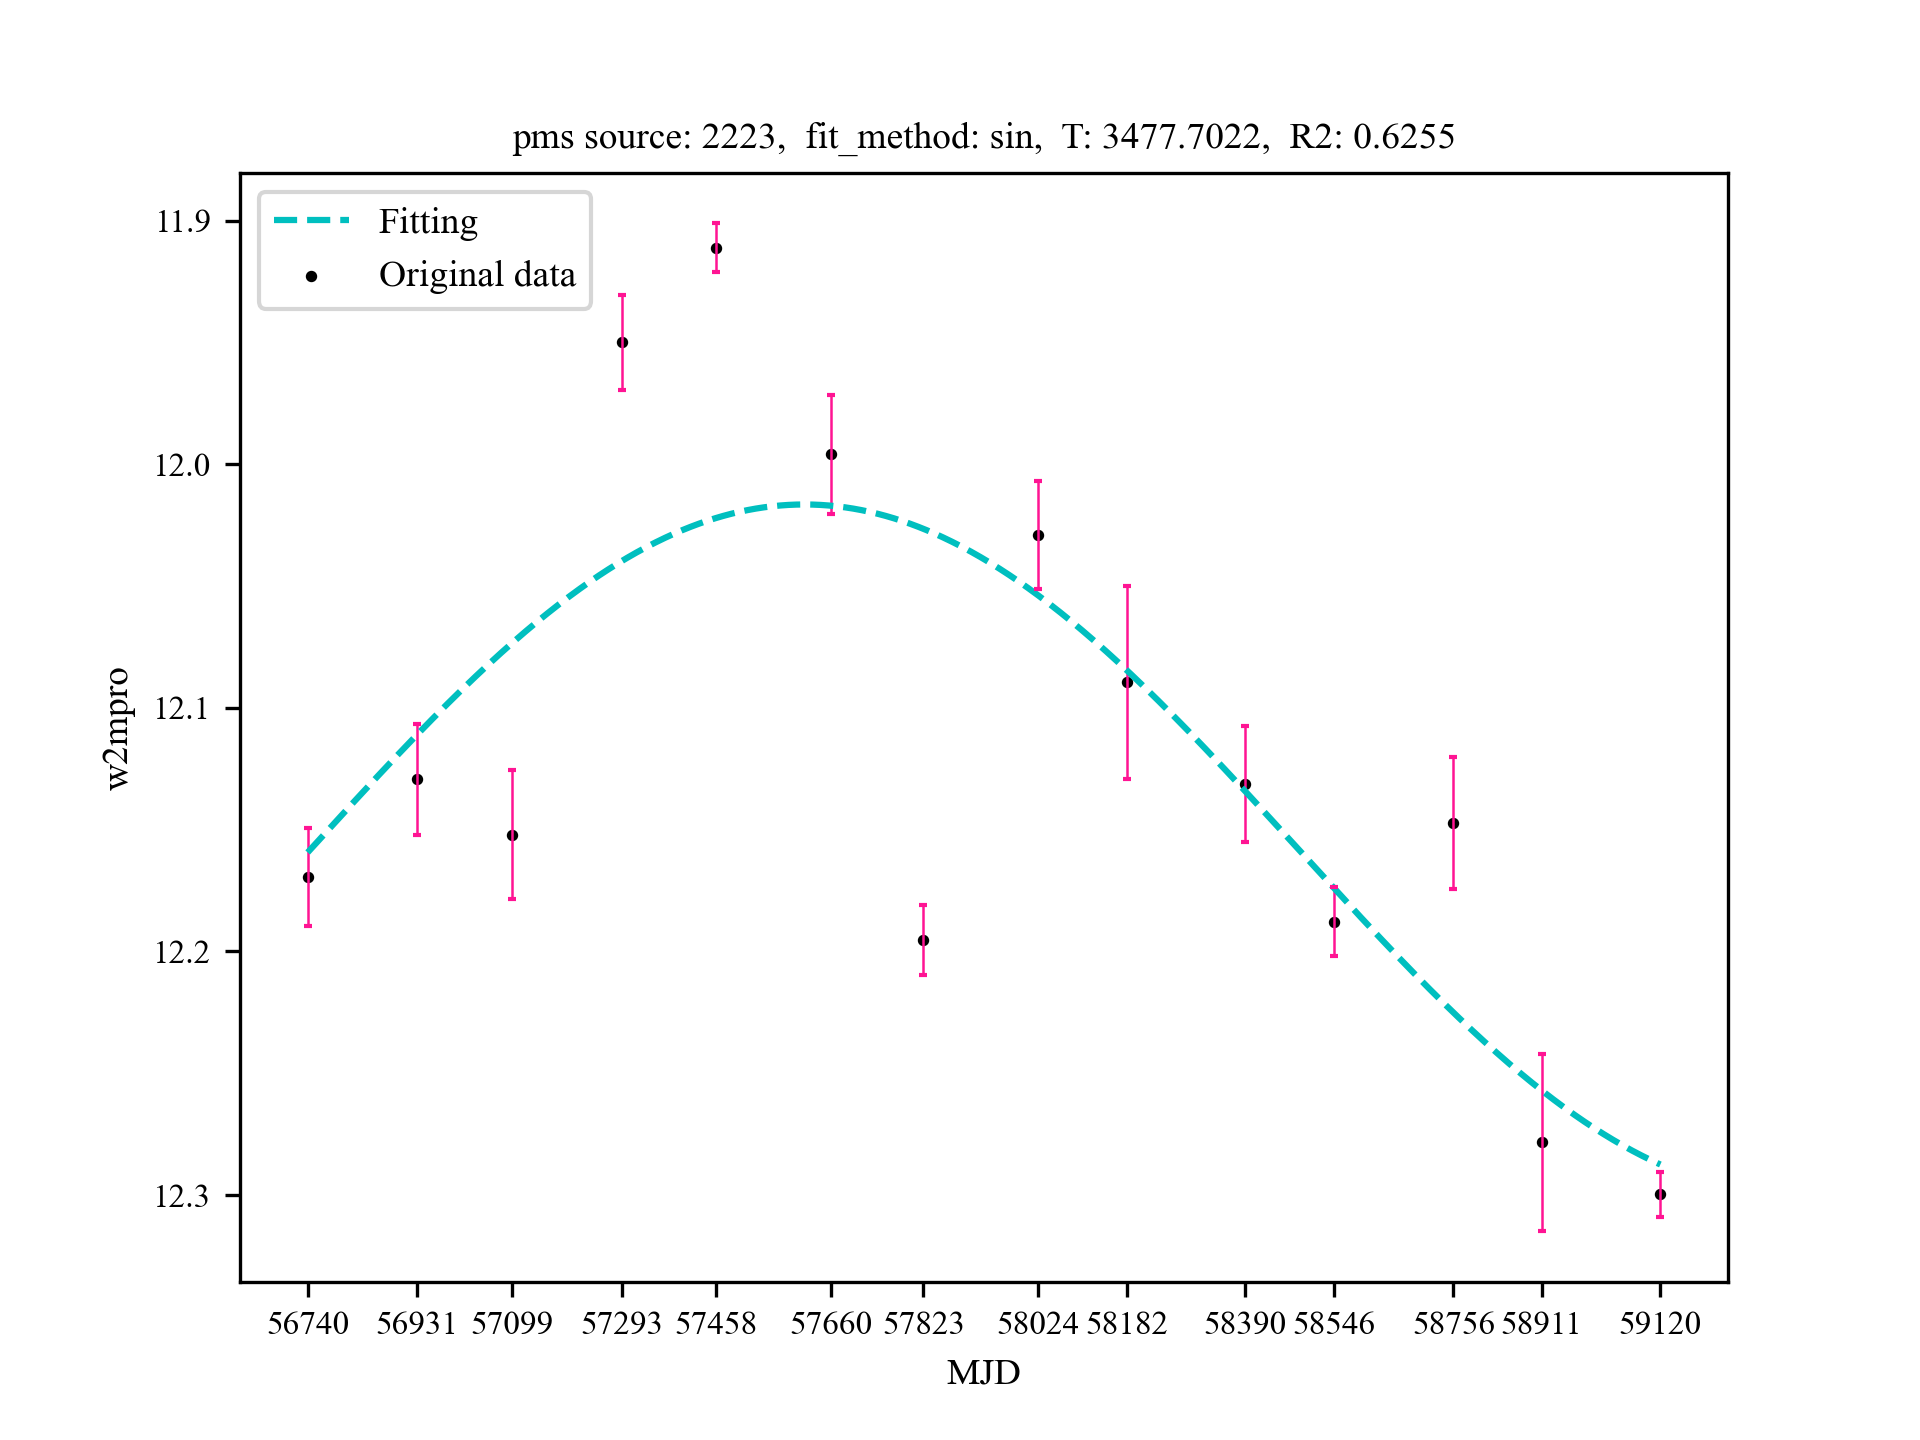 pms source: 2223,  fit_method: sin,  T: 3477.7022,  R2: 0.6255
Fitting
Original data
11.9
12.0
12.1
12.2
12.3
w2mpro
56740 56931 57099 57293 57458 57660 57823 58024 58182 58390 58546 58756 58911 59120
MJD